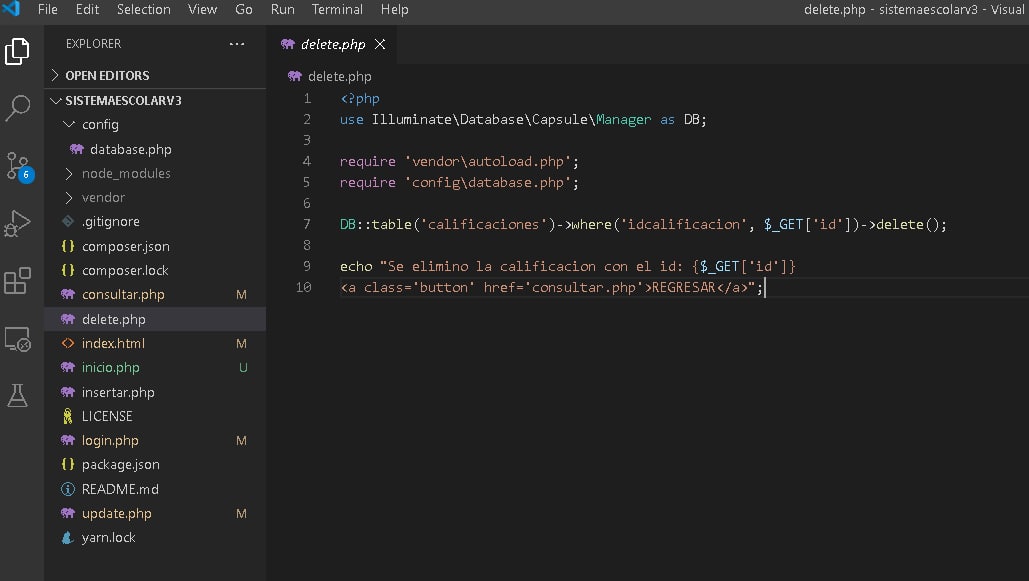 File Edit Selection View Go Run Terminal Help
delete.php - sistemaescolarv3 - Visual
EXPLORER
OPEN EDITORS
SISTEMAESCOLARV3
config
database.php
node_modules
vendor
.gitignore
composer.json
composer.lock
consultar.php M
delete.php
index.html M
inicio.php U
insertar.php
LICENSE
login.php M
package.json
README.md
update.php M
yarn.lock
6
delete.php
delete.php
1 <?php
2 use Illuminate\Database\Capsule\Manager as DB;
3
4 require 'vendor\autoload.php';
5 require 'config\database.php';
6
7 DB::table('calificaciones')->where('idcalificacion', $_GET['id'])->delete();
8
9 echo "Se elimino la calificacion con el id: {$_GET['id']}
10 <a class='button' href='consultar.php'>REGRESAR</a>";